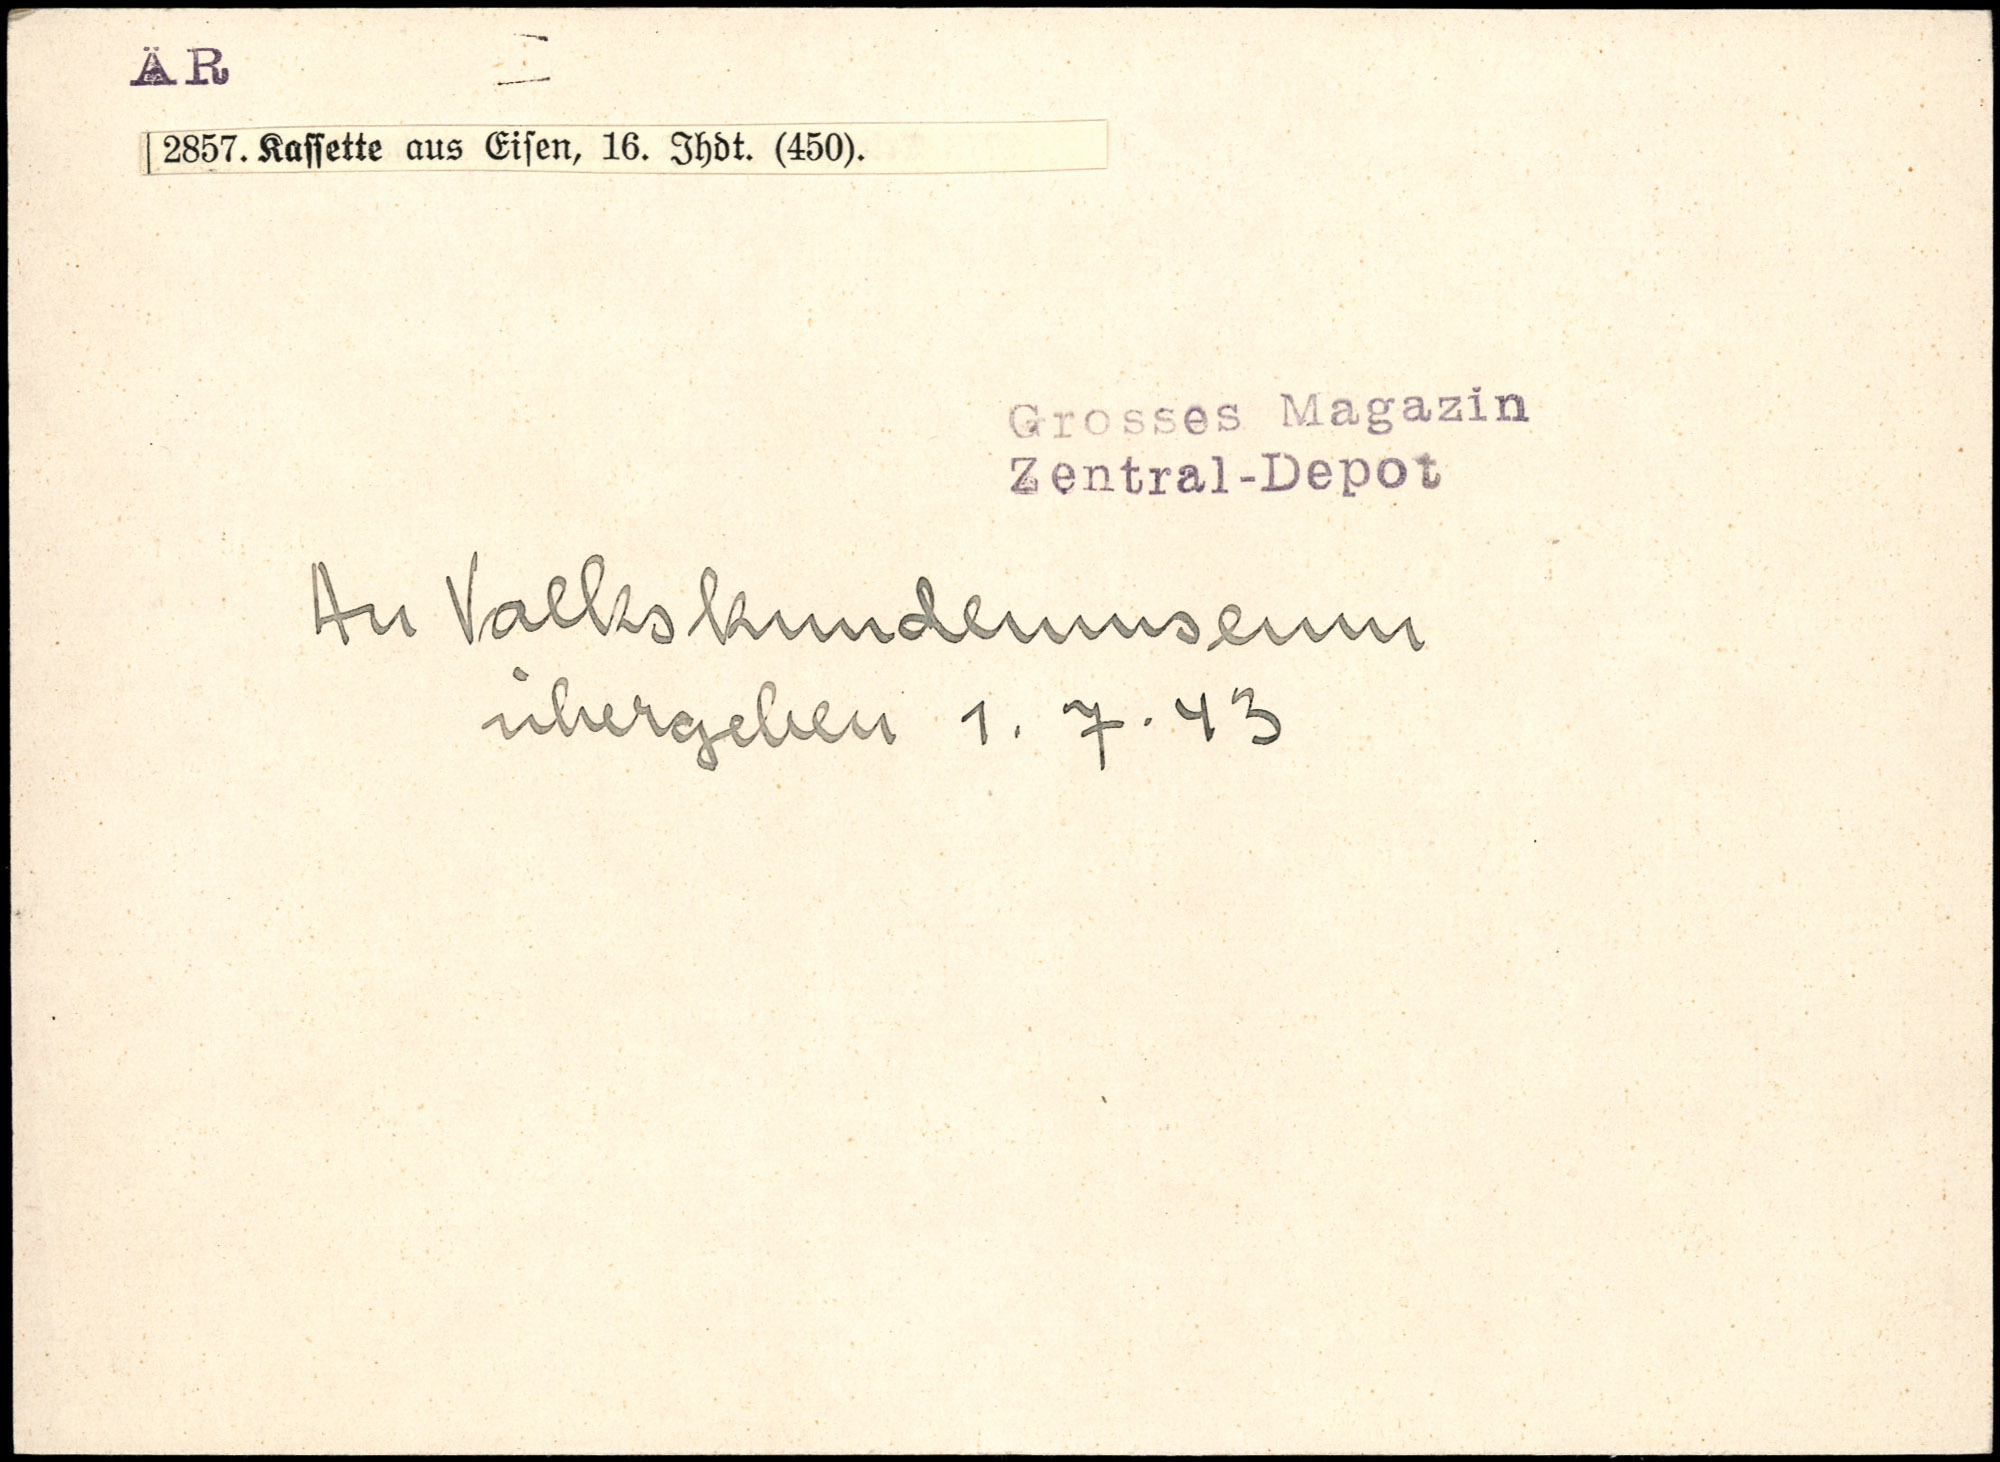 ÄR
2857. Kaſſette aus Eiſen, 16. Jhdt. (450).
Grosses Magazin
Zentral-Depot
An Volkskundemuseum
übergeben 1. 7. 43